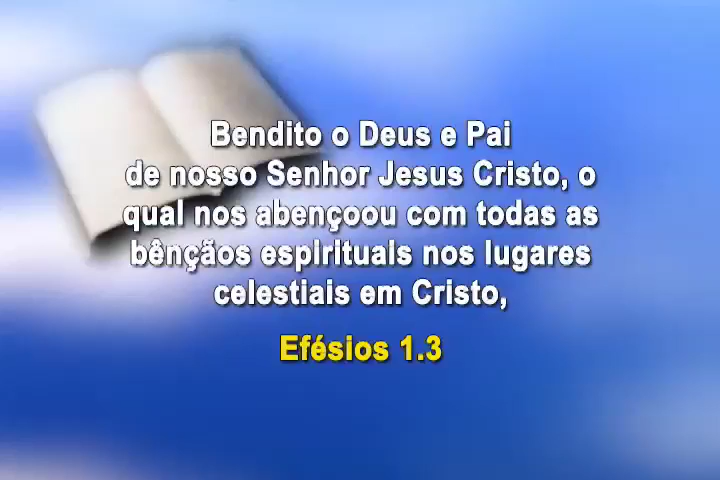 Bendito o Deus e Pai
de nosso Senhor Jesus Cristo, o
qual nos abençoou com todas as
bênçãos espirituais nos lugares
celestiais em Cristo,
Efésios 1.3